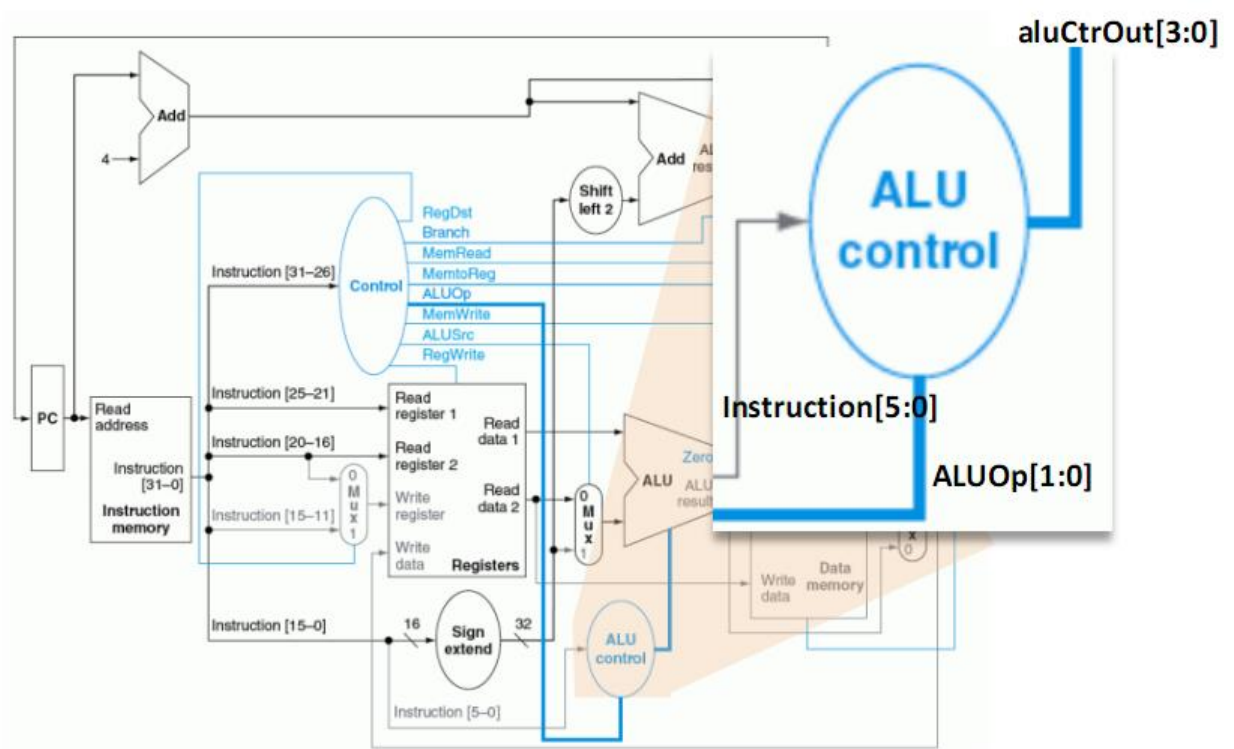 aluCtrOut[3:0]
ALU
control
Instruction[5:0]
ALUOp[1:0]
Add
4
Add
Shift
left 2
RegDst
Branch
MemRead
MemtoReg
ALUOp
MemWrite
ALUSrc
RegWrite
Instruction [31–26]
Control
PC
Read
address
Instruction
[31–0]
Instruction
memory
Instruction [25–21]
Instruction [20–16]
Instruction [15–11]
Instruction [15–0]
0
M
u
x
1
Read
register 1
Read
register 2
Write
register
Write
data
Read
data 1
Read
data 2
Registers
0
M
u
x
1
Zero
ALU
ALU
result
16
Sign
extend
32
ALU
control
Instruction [5–0]
Write
data
Data
memory
x
0